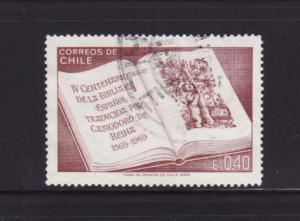 CORREOS DE
CHILE
IV CENTENARIO
DE LA BIBLIA EN
ESPAÑOL
TRADUCIDA POR
CASIODORO DE
REINA
1569-1969
E° 0,40
CASA DE MONEDA DE CHILE 1969